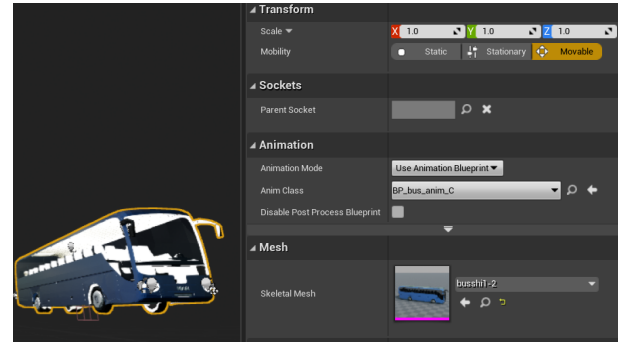 Transform
Scale
X 1.0 Y 1.0 Z 1.0
Mobility
Static Stationary Movable
Sockets
Parent Socket
Animation
Animation Mode
Use Animation Blueprint
Anim Class
BP_bus_anim_C
Disable Post Process Blueprint
Mesh
Skeletal Mesh
busshi1-2